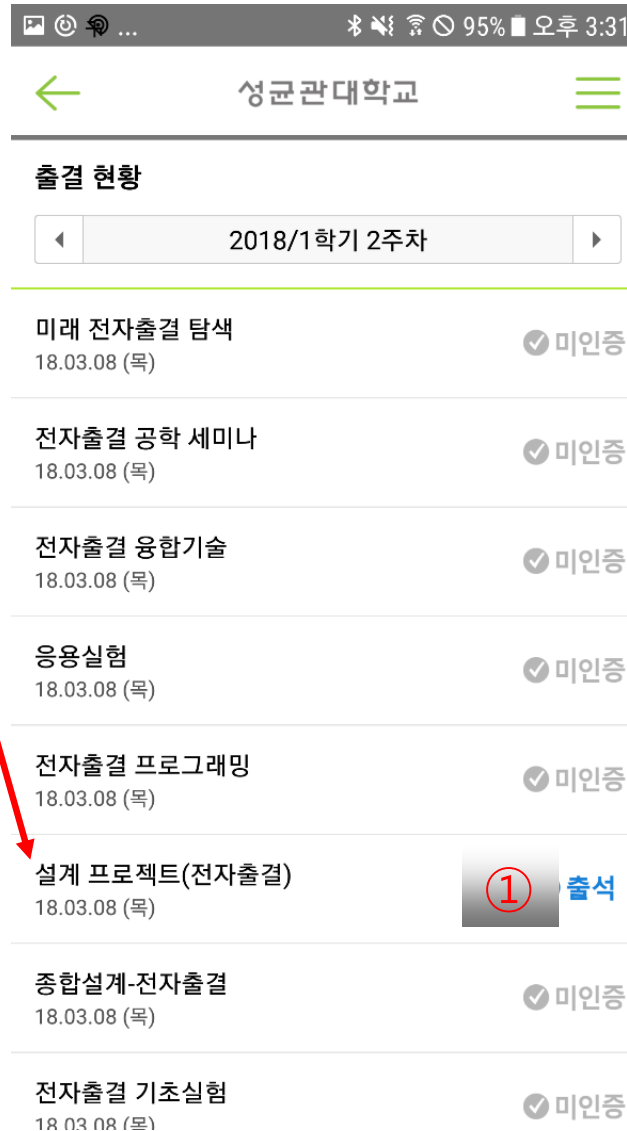 ... 95% 오후 3:31
성균관대학교
출결 현황
2018/1학기 2주차
미래 전자출결 탐색
미인증
18.03.08 (목)
전자출결 공학 세미나
미인증
18.03.08 (목)
전자출결 융합기술
미인증
18.03.08 (목)
응용실험
미인증
18.03.08 (목)
전자출결 프로그래밍
미인증
18.03.08 (목)
설계 프로젝트(전자출결)
① 출석
18.03.08 (목)
종합설계-전자출결
미인증
18.03.08 (목)
전자출결 기초실험
미인증
18.03.08 (목)